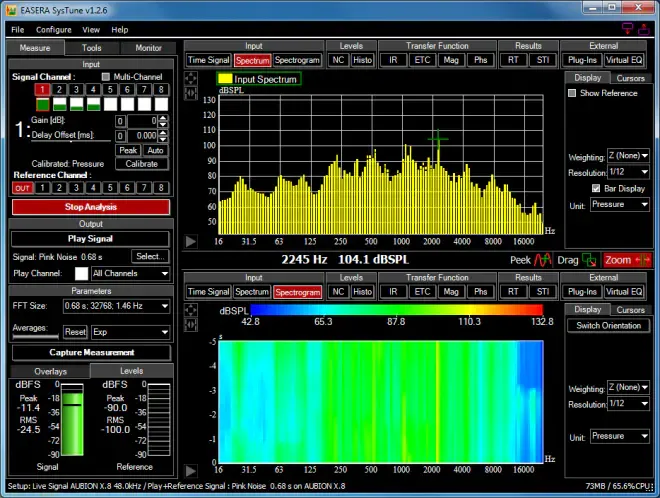 EASERA SysTune v1.2.6
File Configure View Help
Measure Tools Monitor
Input
Signal Channel : Multi-Channel
1 2 3 4 5 6 7 8
1:
Gain [dB]: 0 0
Delay Offset [ms]: 0 0.000
Peak Auto
Calibrated: Pressure Calibrate
Reference Channel :
OUT 1 2 3 4 5 6 7 8
Stop Analysis
Output
Play Signal
Signal: Pink Noise 0.68 s Select...
Play Channel: All Channels
Parameters
FFT Size: 0.68 s; 32768; 1.46 Hz
Averages: Reset Exp
Capture Measurement
Overlays Levels
dBFS dBFS
Peak Peak
-11.4 -90.0
RMS RMS
-24.5 -100.0
0 0
-18 -18
-36 -36
-54 -54
-72 -72
-90 -90
Signal Reference
Input Levels Transfer Function Results External
Time Signal Spectrum Spectrogram NC Histo IR ETC Mag Phs RT STI Plug-Ins Virtual EQ
Input Spectrum
dBSPL
130
120
110
100
90
80
70
60
50
16 31.5 63 125 250 500 1000 2000 4000 8000 16000 Hz
2245 Hz 104.1 dBSPL Peek Drag Zoom
Display Cursors
Show Reference
Weighting: Z (None)
Resolution: 1/12
Bar Display
Unit: Pressure
Input Levels Transfer Function Results External
Time Signal Spectrum Spectrogram NC Histo IR ETC Mag Phs RT STI Plug-Ins Virtual EQ
dBSPL
42.8 65.3 87.8 110.3 132.8
-5 s
-4
-3
-2
-1
0
16 31.5 63 125 250 500 1000 2000 4000 8000 16000 Hz
Display Cursors
Switch Orientation
Weighting: Z (None)
Resolution: 1/12
Unit: Pressure
Setup: Live Signal AUBION X.8 48.0kHz / Play+Reference Signal : Pink Noise 0.68 s on AUBION X.8 73MB / 65.6%CPU